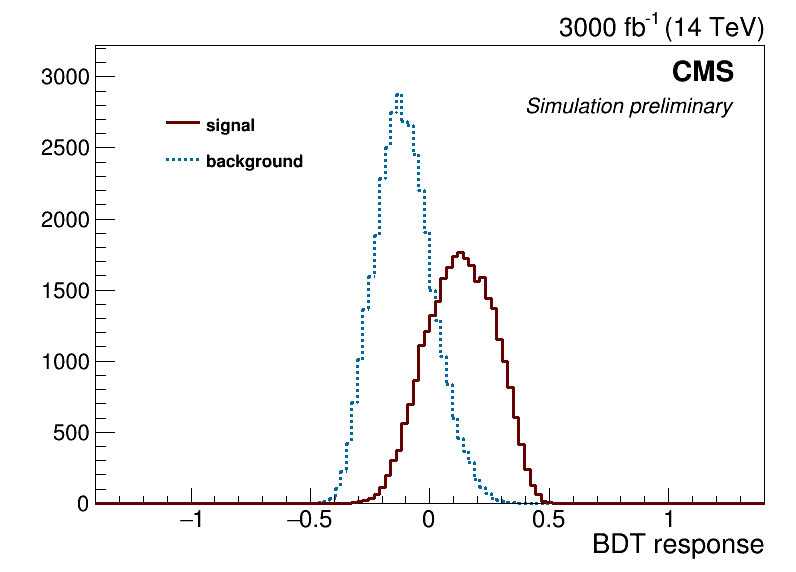 3000 fb⁻¹ (14 TeV)
CMS
Simulation preliminary
signal
background
3000
2500
2000
1500
1000
500
0
−1 −0.5 0 0.5 1
BDT response